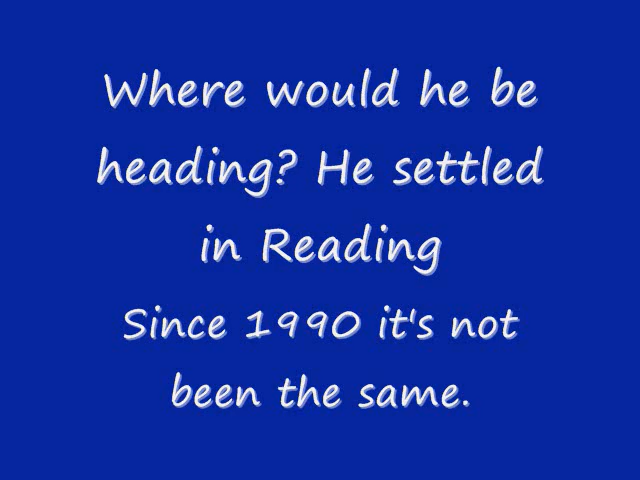 Where would he be
heading? He settled
in Reading
Since 1990 it's not
been the same.